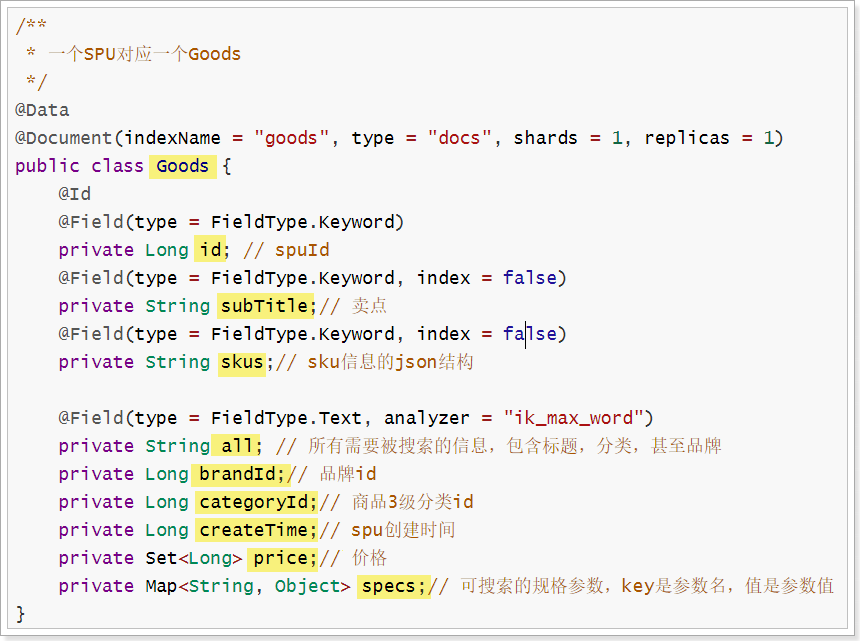 /**
 * 一个SPU对应一个Goods
 */
@Data
@Document(indexName = "goods", type = "docs", shards = 1, replicas = 1)
public class Goods {
    @Id
    @Field(type = FieldType.Keyword)
    private Long id; // spuId
    @Field(type = FieldType.Keyword, index = false)
    private String subTitle;// 卖点
    @Field(type = FieldType.Keyword, index = false)
    private String skus;// sku信息的json结构
    @Field(type = FieldType.Text, analyzer = "ik_max_word")
    private String all; // 所有需要被搜索的信息，包含标题，分类，甚至品牌
    private Long brandId;// 品牌id
    private Long categoryId;// 商品3级分类id
    private Long createTime;// spu创建时间
    private Set<Long> price;// 价格
    private Map<String, Object> specs;// 可搜索的规格参数，key是参数名，值是参数值
}